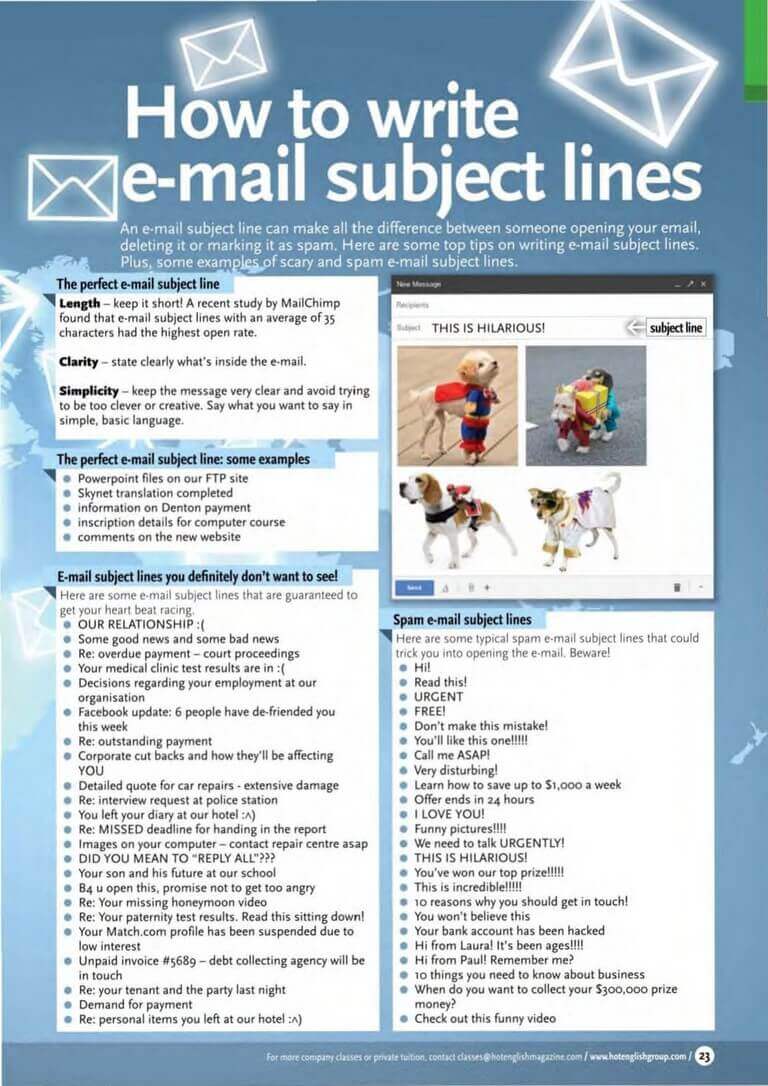 How to write
e-mail subject lines
An e-mail subject line can make all the difference between someone opening your email,
deleting it or marking it as spam. Here are some top tips on writing e-mail subject lines.
Plus, some examples of scary and spam e-mail subject lines.
The perfect e-mail subject line
Length – keep it short! A recent study by MailChimp
found that e-mail subject lines with an average of 35
characters had the highest open rate.
Clarity – state clearly what's inside the e-mail.
Simplicity – keep the message very clear and avoid trying
to be too clever or creative. Say what you want to say in
simple, basic language.
The perfect e-mail subject line: some examples
Powerpoint files on our FTP site
Skynet translation completed
information on Denton payment
inscription details for computer course
comments on the new website
E-mail subject lines you definitely don't want to see!
Here are some e-mail subject lines that are guaranteed to
get your heart beat racing.
OUR RELATIONSHIP :(
Some good news and some bad news
Re: overdue payment – court proceedings
Your medical clinic test results are in :(
Decisions regarding your employment at our
organisation
Facebook update: 6 people have de-friended you
this week
Re: outstanding payment
Corporate cut backs and how they'll be affecting
YOU
Detailed quote for car repairs - extensive damage
Re: interview request at police station
You left your diary at our hotel :^)
Re: MISSED deadline for handing in the report
Images on your computer – contact repair centre asap
DID YOU MEAN TO "REPLY ALL"???
Your son and his future at our school
B4 u open this, promise not to get too angry
Re: Your missing honeymoon video
Re: Your paternity test results. Read this sitting down!
Your Match.com profile has been suspended due to
low interest
Unpaid invoice #5689 – debt collecting agency will be
in touch
Re: your tenant and the party last night
Demand for payment
Re: personal items you left at our hotel :^)
New Message
Recipients
Subject THIS IS HILARIOUS!
subject line
Send
Spam e-mail subject lines
Here are some typical spam e-mail subject lines that could
trick you into opening the e-mail. Beware!
Hi!
Read this!
URGENT
FREE!
Don't make this mistake!
You'll like this one!!!!!
Call me ASAP!
Very disturbing!
Learn how to save up to $1,000 a week
Offer ends in 24 hours
I LOVE YOU!
Funny pictures!!!!
We need to talk URGENTLY!
THIS IS HILARIOUS!
You've won our top prize!!!!!
This is incredible!!!!!
10 reasons why you should get in touch!
You won't believe this
Your bank account has been hacked
Hi from Laura! It's been ages!!!!
Hi from Paul! Remember me?
10 things you need to know about business
When do you want to collect your $300,000 prize
money?
Check out this funny video
For more company classes or private tuition, contact classes@hotenglishmagazine.com / www.hotenglishgroup.com / 23